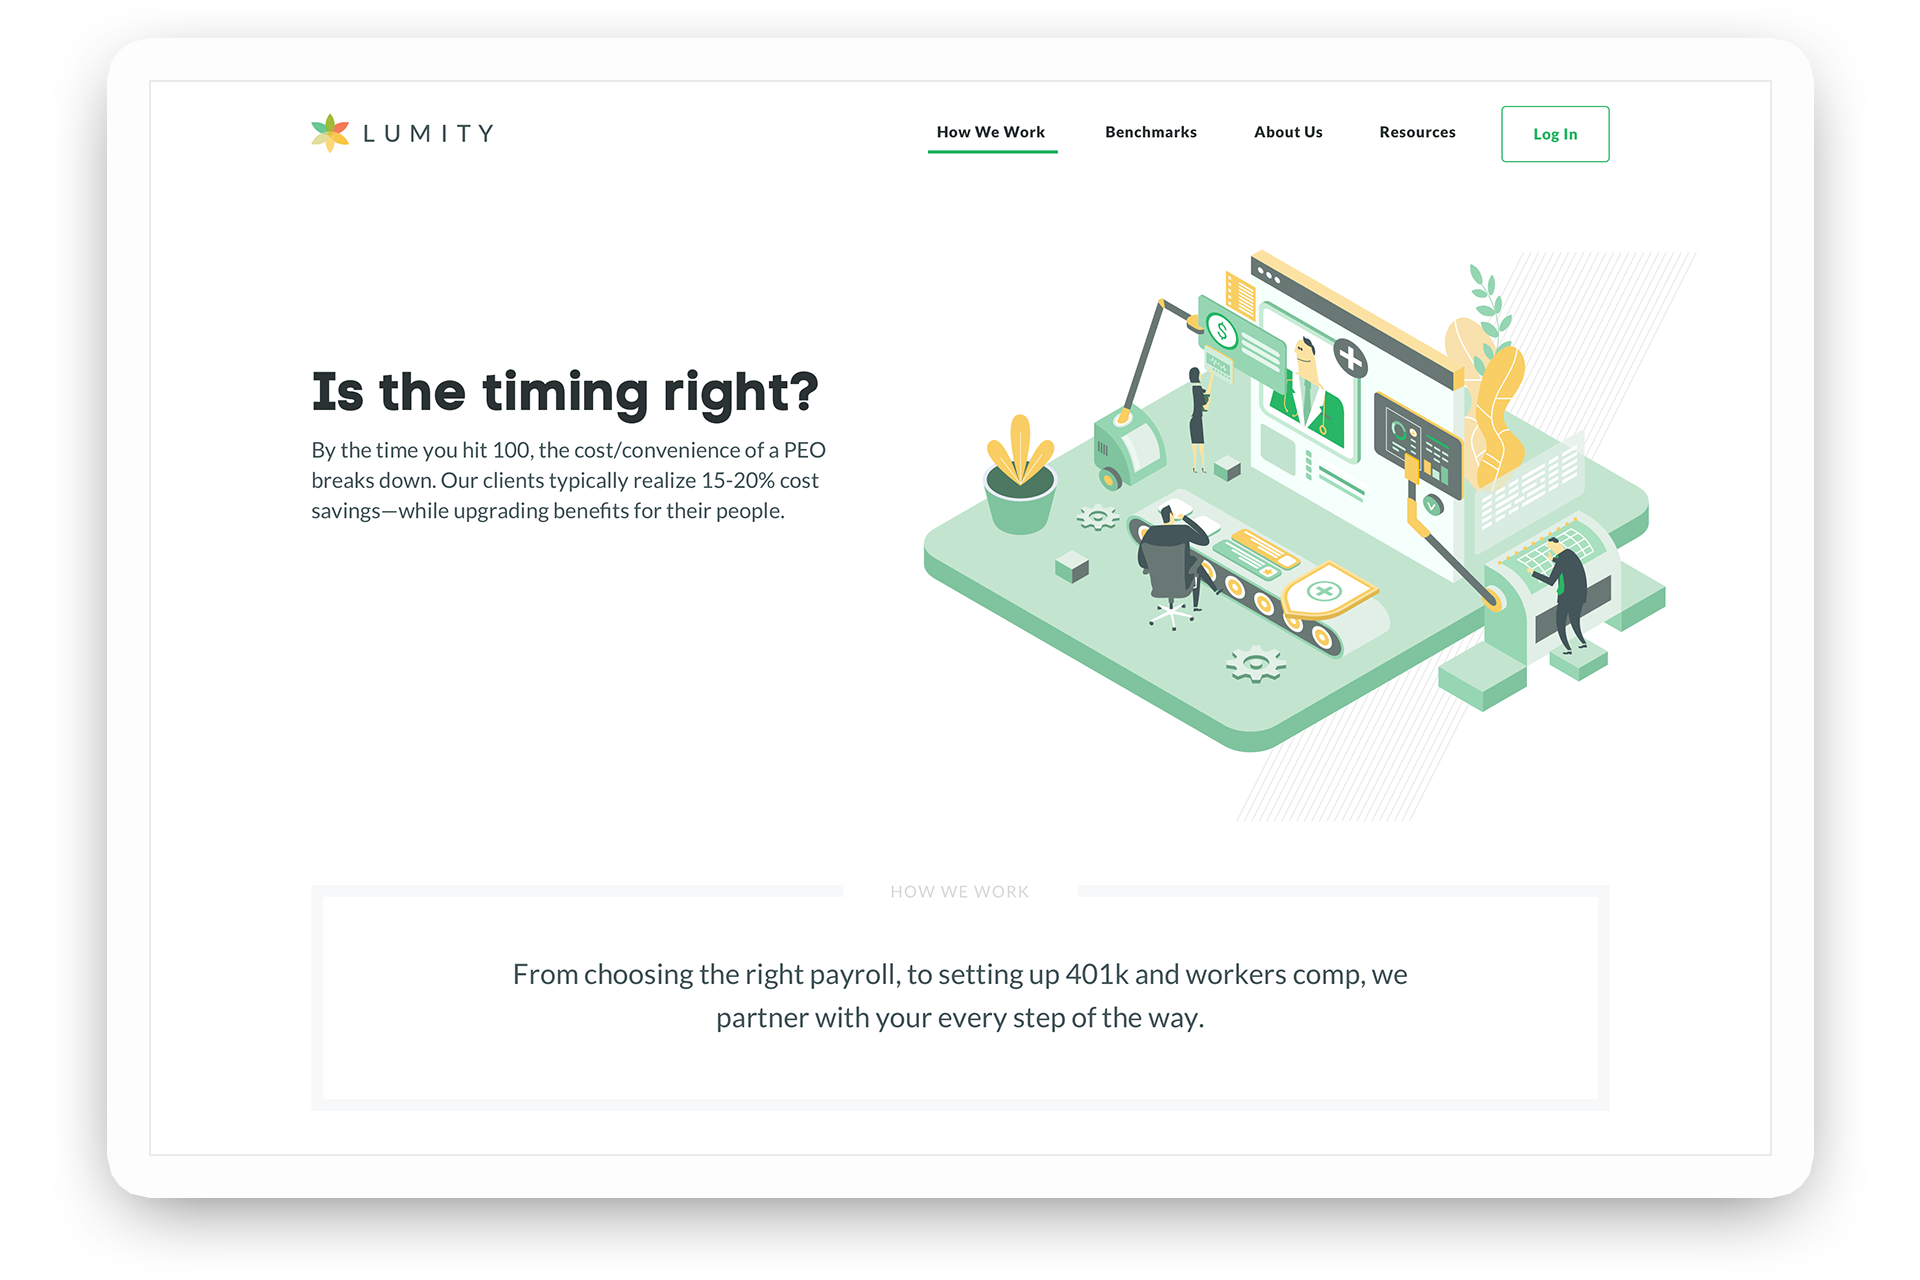 LUMITY
How We Work
Benchmarks
About Us
Resources
Log In
Is the timing right?
By the time you hit 100, the cost/convenience of a PEO
breaks down. Our clients typically realize 15-20% cost
savings—while upgrading benefits for their people.
$
HOW WE WORK
From choosing the right payroll, to setting up 401k and workers comp, we
partner with your every step of the way.